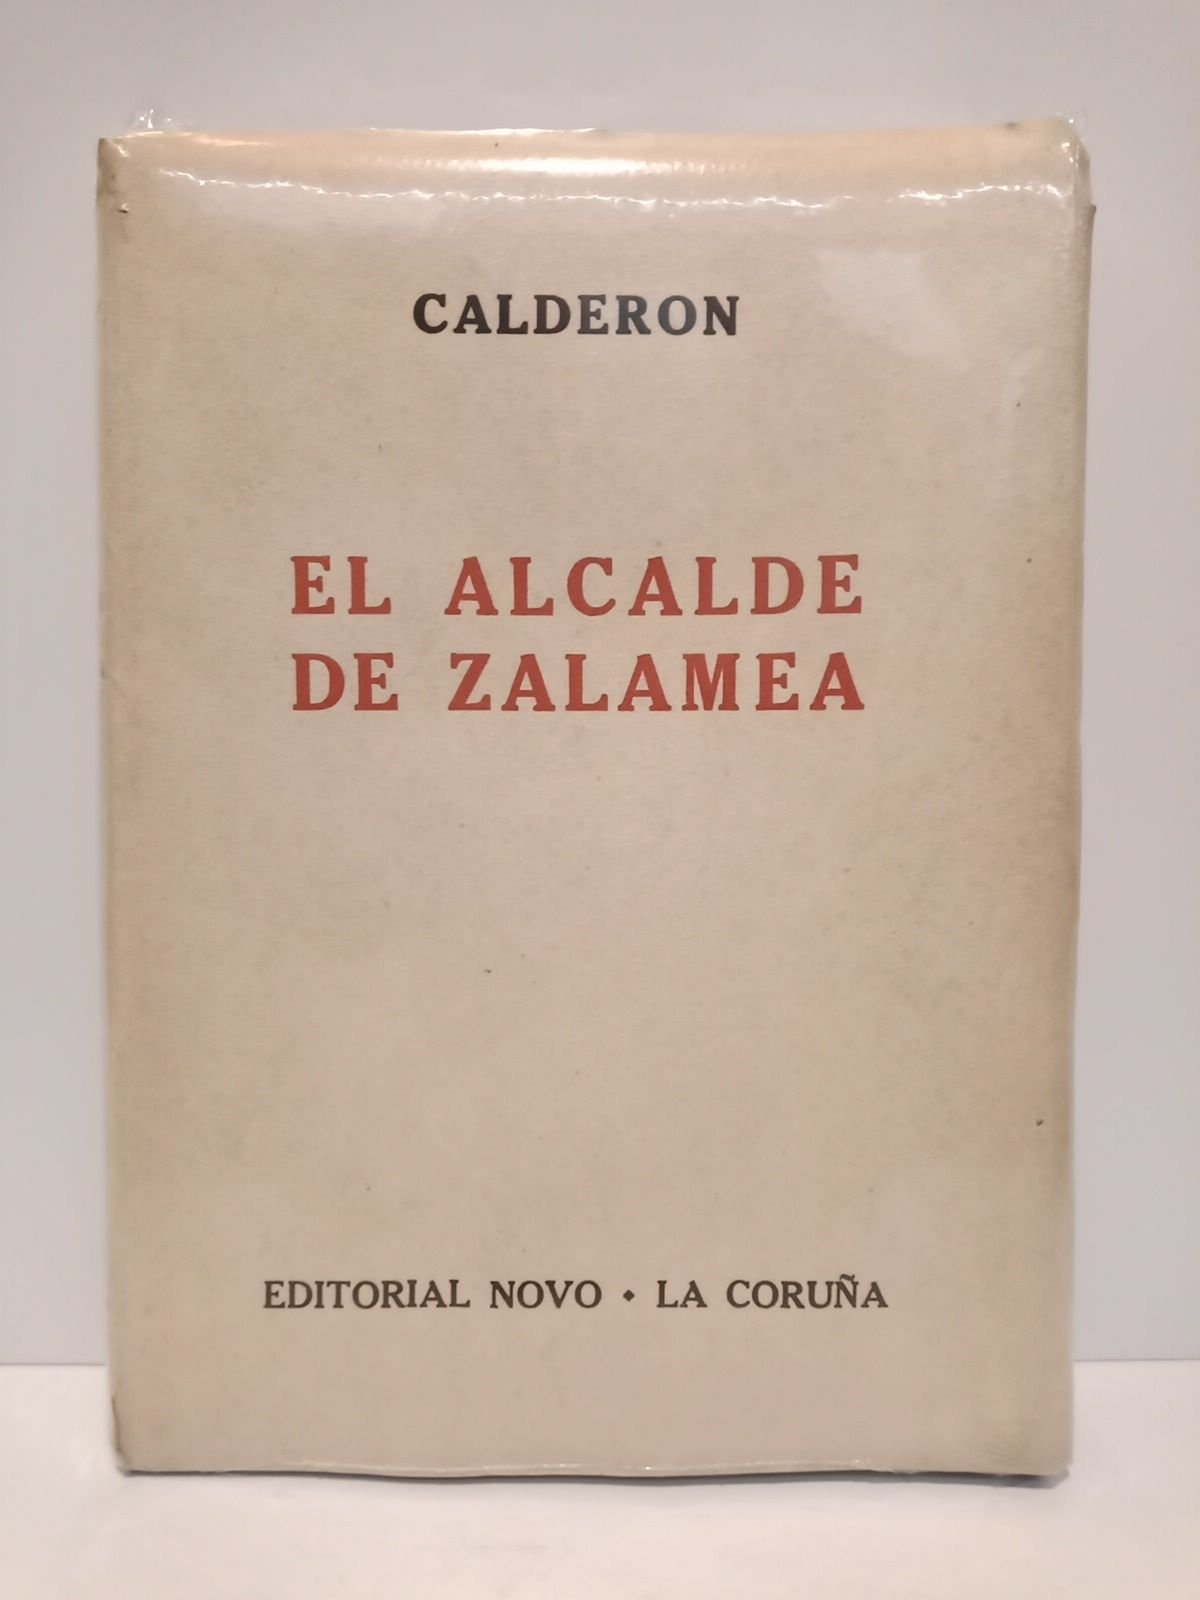 CALDERON
EL ALCALDE
DE ZALAMEA
EDITORIAL NOVO • LA CORUÑA